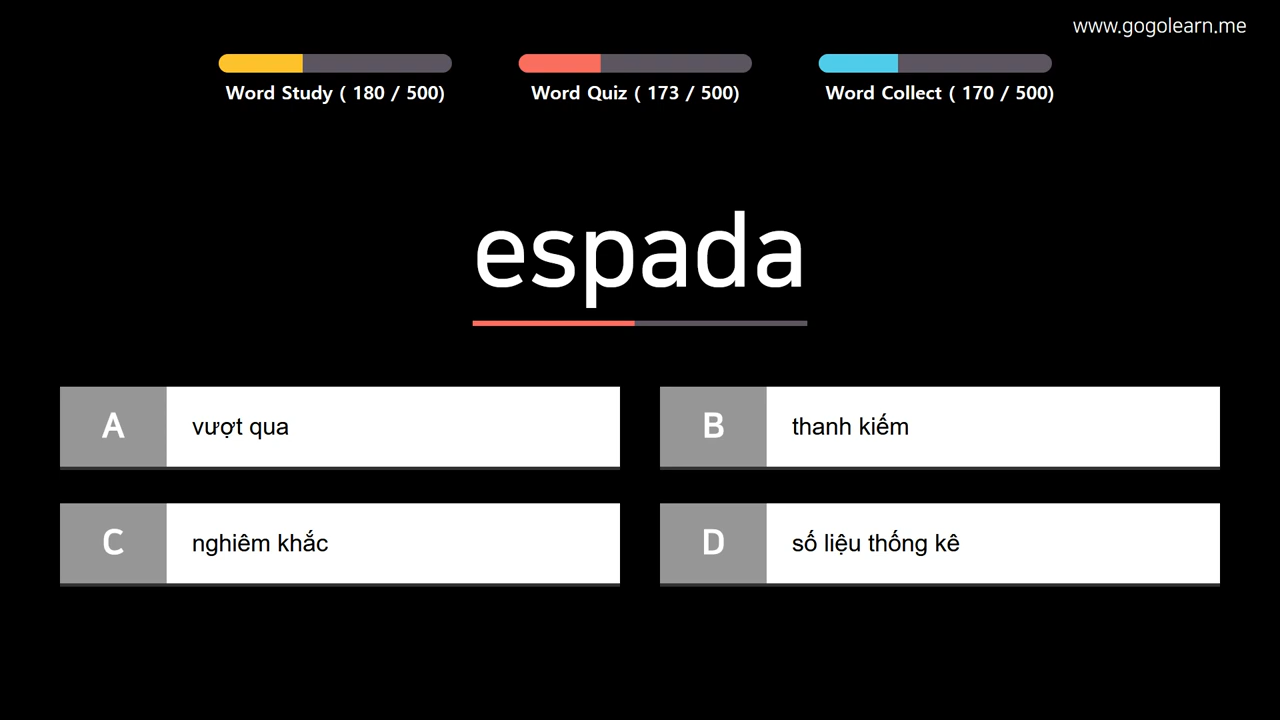 www.gogolearn.me
Word Study ( 180 / 500)
Word Quiz ( 173 / 500)
Word Collect ( 170 / 500)
espada
A
vượt qua
B
thanh kiếm
C
nghiêm khắc
D
số liệu thống kê